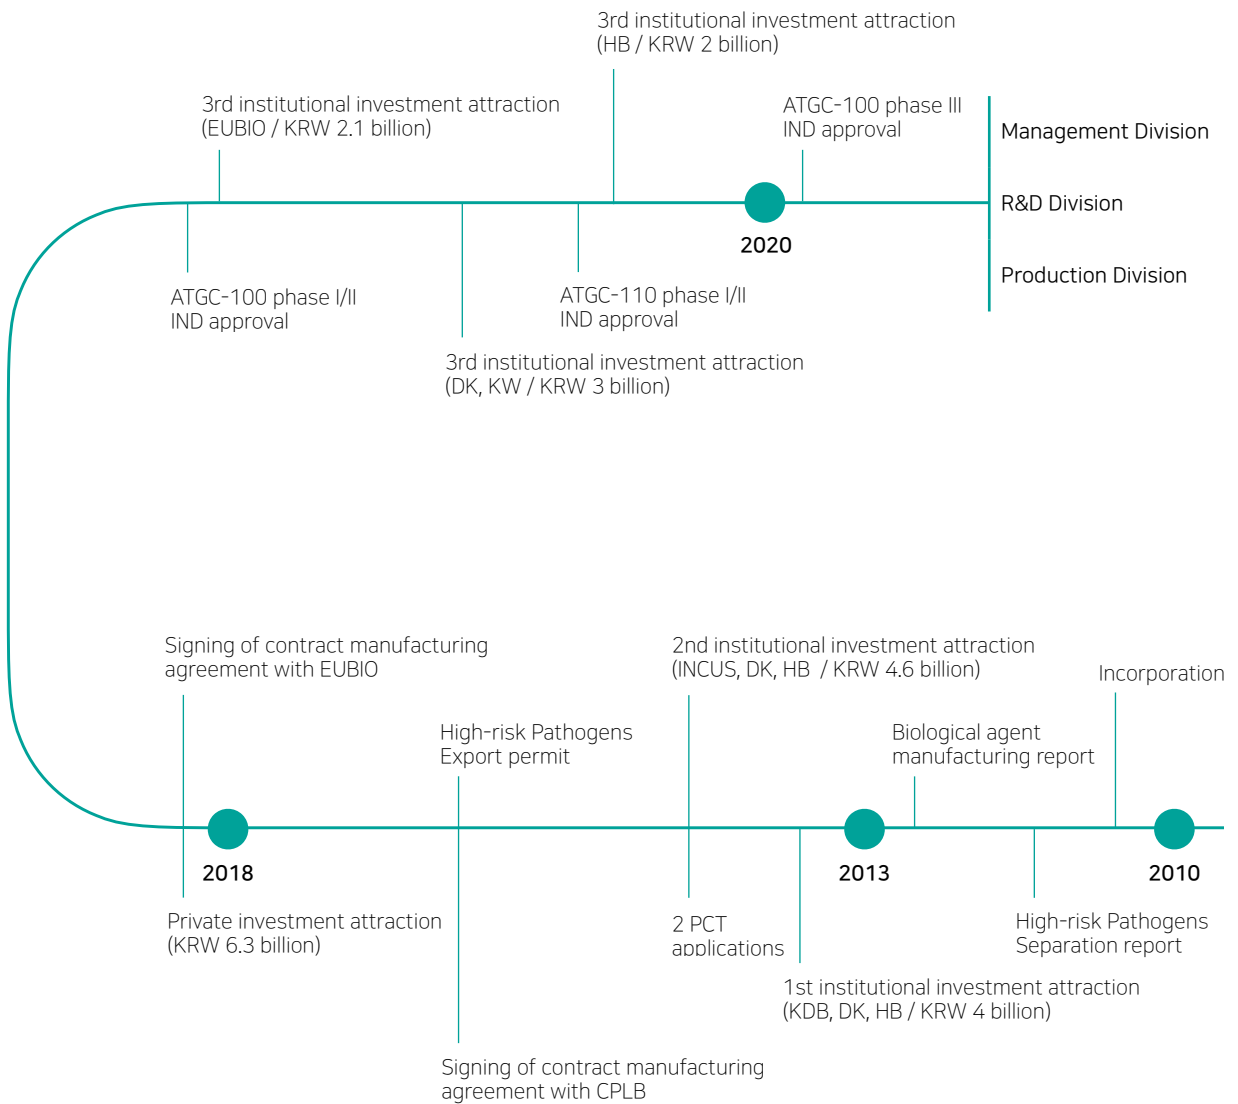 3rd institutional investment attraction
(HB / KRW 2 billion)
3rd institutional investment attraction
(EUBIO / KRW 2.1 billion)
ATGC-100 phase III
IND approval
Management Division
R&D Division
Production Division
2020
ATGC-100 phase I/II
IND approval
ATGC-110 phase I/II
IND approval
3rd institutional investment attraction
(DK, KW / KRW 3 billion)
Signing of contract manufacturing
agreement with EUBIO
2nd institutional investment attraction
(INCUS, DK, HB / KRW 4.6 billion)
Incorporation
High-risk Pathogens
Export permit
Biological agent
manufacturing report
2018
2013
2010
Private investment attraction
(KRW 6.3 billion)
2 PCT
applications
High-risk Pathogens
Separation report
1st institutional investment attraction
(KDB, DK, HB / KRW 4 billion)
Signing of contract manufacturing
agreement with CPLB